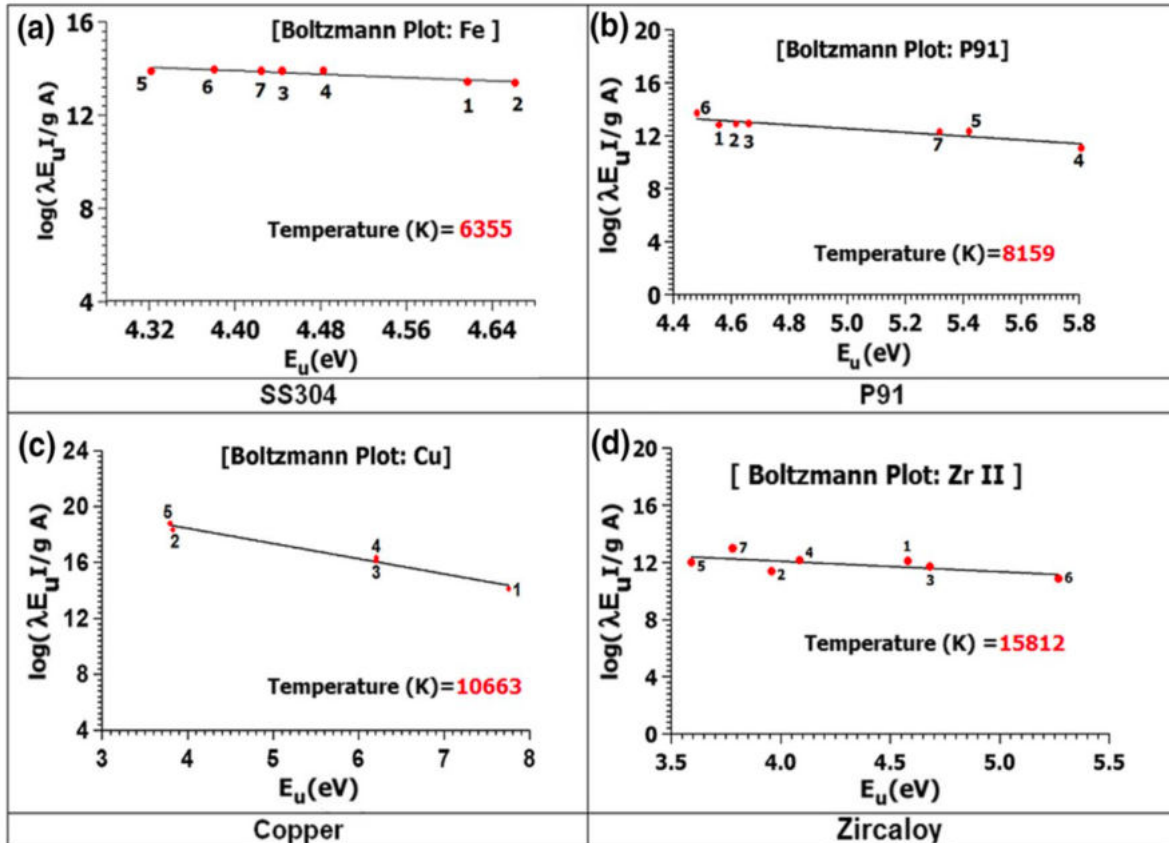 (a)
[Boltzmann Plot: Fe ]
log(λEuI/g A)
16
12
8
4
5 6 7 3 4 1 2
Temperature (K)= 6355
4.32 4.40 4.48 4.56 4.64
Eu(eV)
SS304
(b)
[Boltzmann Plot: P91]
log(λEuI/g A)
20
16
12
8
4
0
6 1 2 3 7 5 4
Temperature (K)=8159
4.4 4.6 4.8 5.0 5.2 5.4 5.6 5.8
Eu(eV)
P91
(c)
[Boltzmann Plot: Cu]
log(λEuI/g A)
24
20
16
12
8
4
5 2 4 3 1
Temperature (K)=10663
3 4 5 6 7 8
Eu(eV)
Copper
(d)
[ Boltzmann Plot: Zr II ]
log(λEuI/g A)
20
16
12
8
4
0
5 7 2 4 1 3 6
Temperature (K) =15812
3.5 4.0 4.5 5.0 5.5
Eu(eV)
Zircaloy